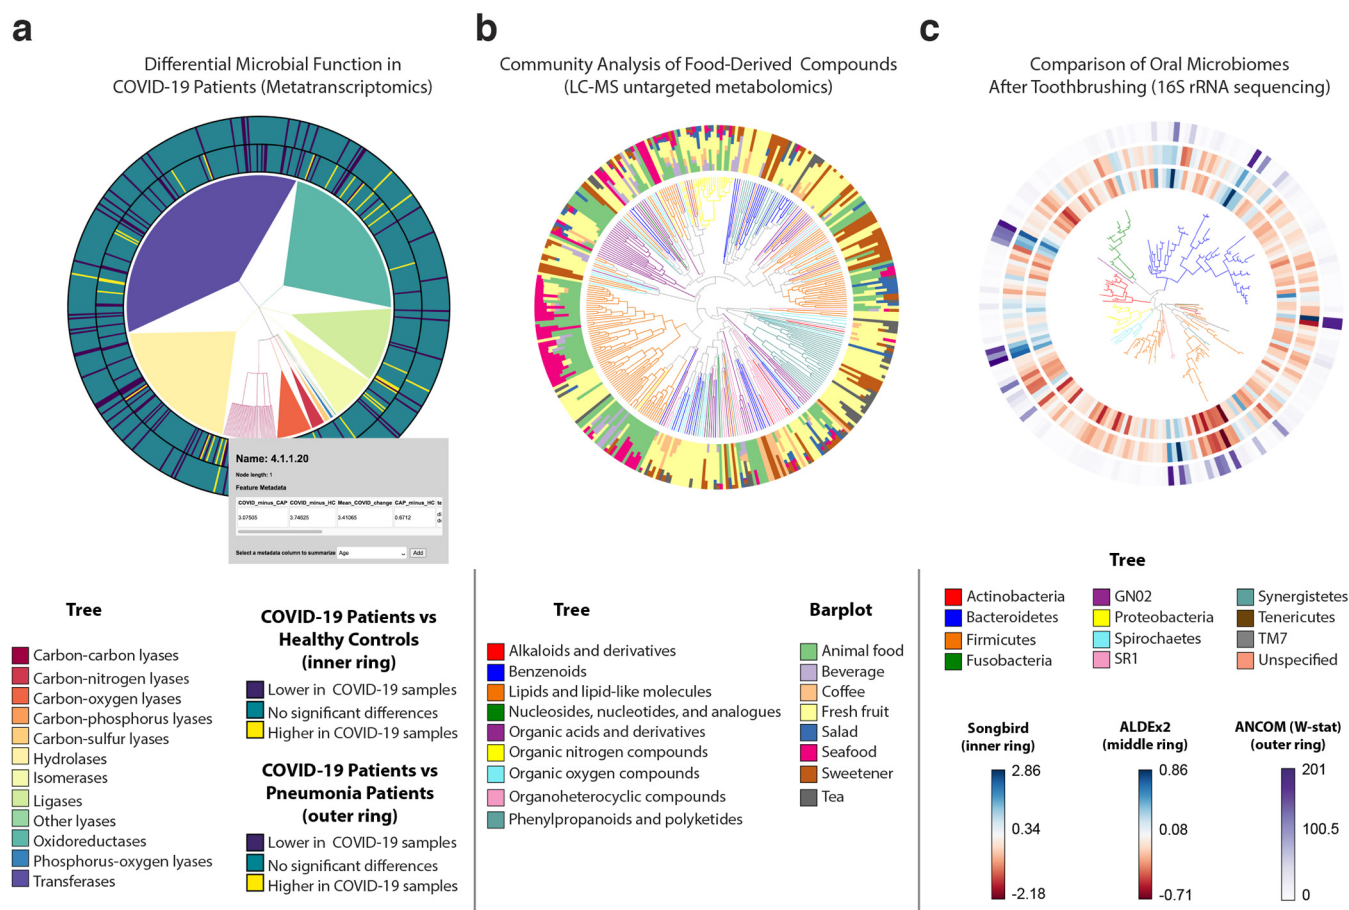 a
Differential Microbial Function in
COVID-19 Patients (Metatranscriptomics)
Name: 4.1.1.20
Node length: 1
Feature Metadata
COVID_minus_CAP COVID_minus_HC Mean_COVID_change CAP_minus_HC te
3.07505 3.74625 3.41065 0.6712
Select a metadata column to summarize Age Add
Tree
Carbon-carbon lyases
Carbon-nitrogen lyases
Carbon-oxygen lyases
Carbon-phosphorus lyases
Carbon-sulfur lyases
Hydrolases
Isomerases
Ligases
Other lyases
Oxidoreductases
Phosphorus-oxygen lyases
Transferases
COVID-19 Patients vs
Healthy Controls
(inner ring)
Lower in COVID-19 samples
No significant differences
Higher in COVID-19 samples
COVID-19 Patients vs
Pneumonia Patients
(outer ring)
Lower in COVID-19 samples
No significant differences
Higher in COVID-19 samples
b
Community Analysis of Food-Derived Compounds
(LC-MS untargeted metabolomics)
Tree
Alkaloids and derivatives
Benzenoids
Lipids and lipid-like molecules
Nucleosides, nucleotides, and analogues
Organic acids and derivatives
Organic nitrogen compounds
Organic oxygen compounds
Organoheterocyclic compounds
Phenylpropanoids and polyketides
Barplot
Animal food
Beverage
Coffee
Fresh fruit
Salad
Seafood
Sweetener
Tea
c
Comparison of Oral Microbiomes
After Toothbrushing (16S rRNA sequencing)
Tree
Actinobacteria
Bacteroidetes
Firmicutes
Fusobacteria
GN02
Proteobacteria
Spirochaetes
SR1
Synergistetes
Tenericutes
TM7
Unspecified
Songbird
(inner ring)
2.86
0.34
-2.18
ALDEx2
(middle ring)
0.86
0.08
-0.71
ANCOM (W-stat)
(outer ring)
201
100.5
0